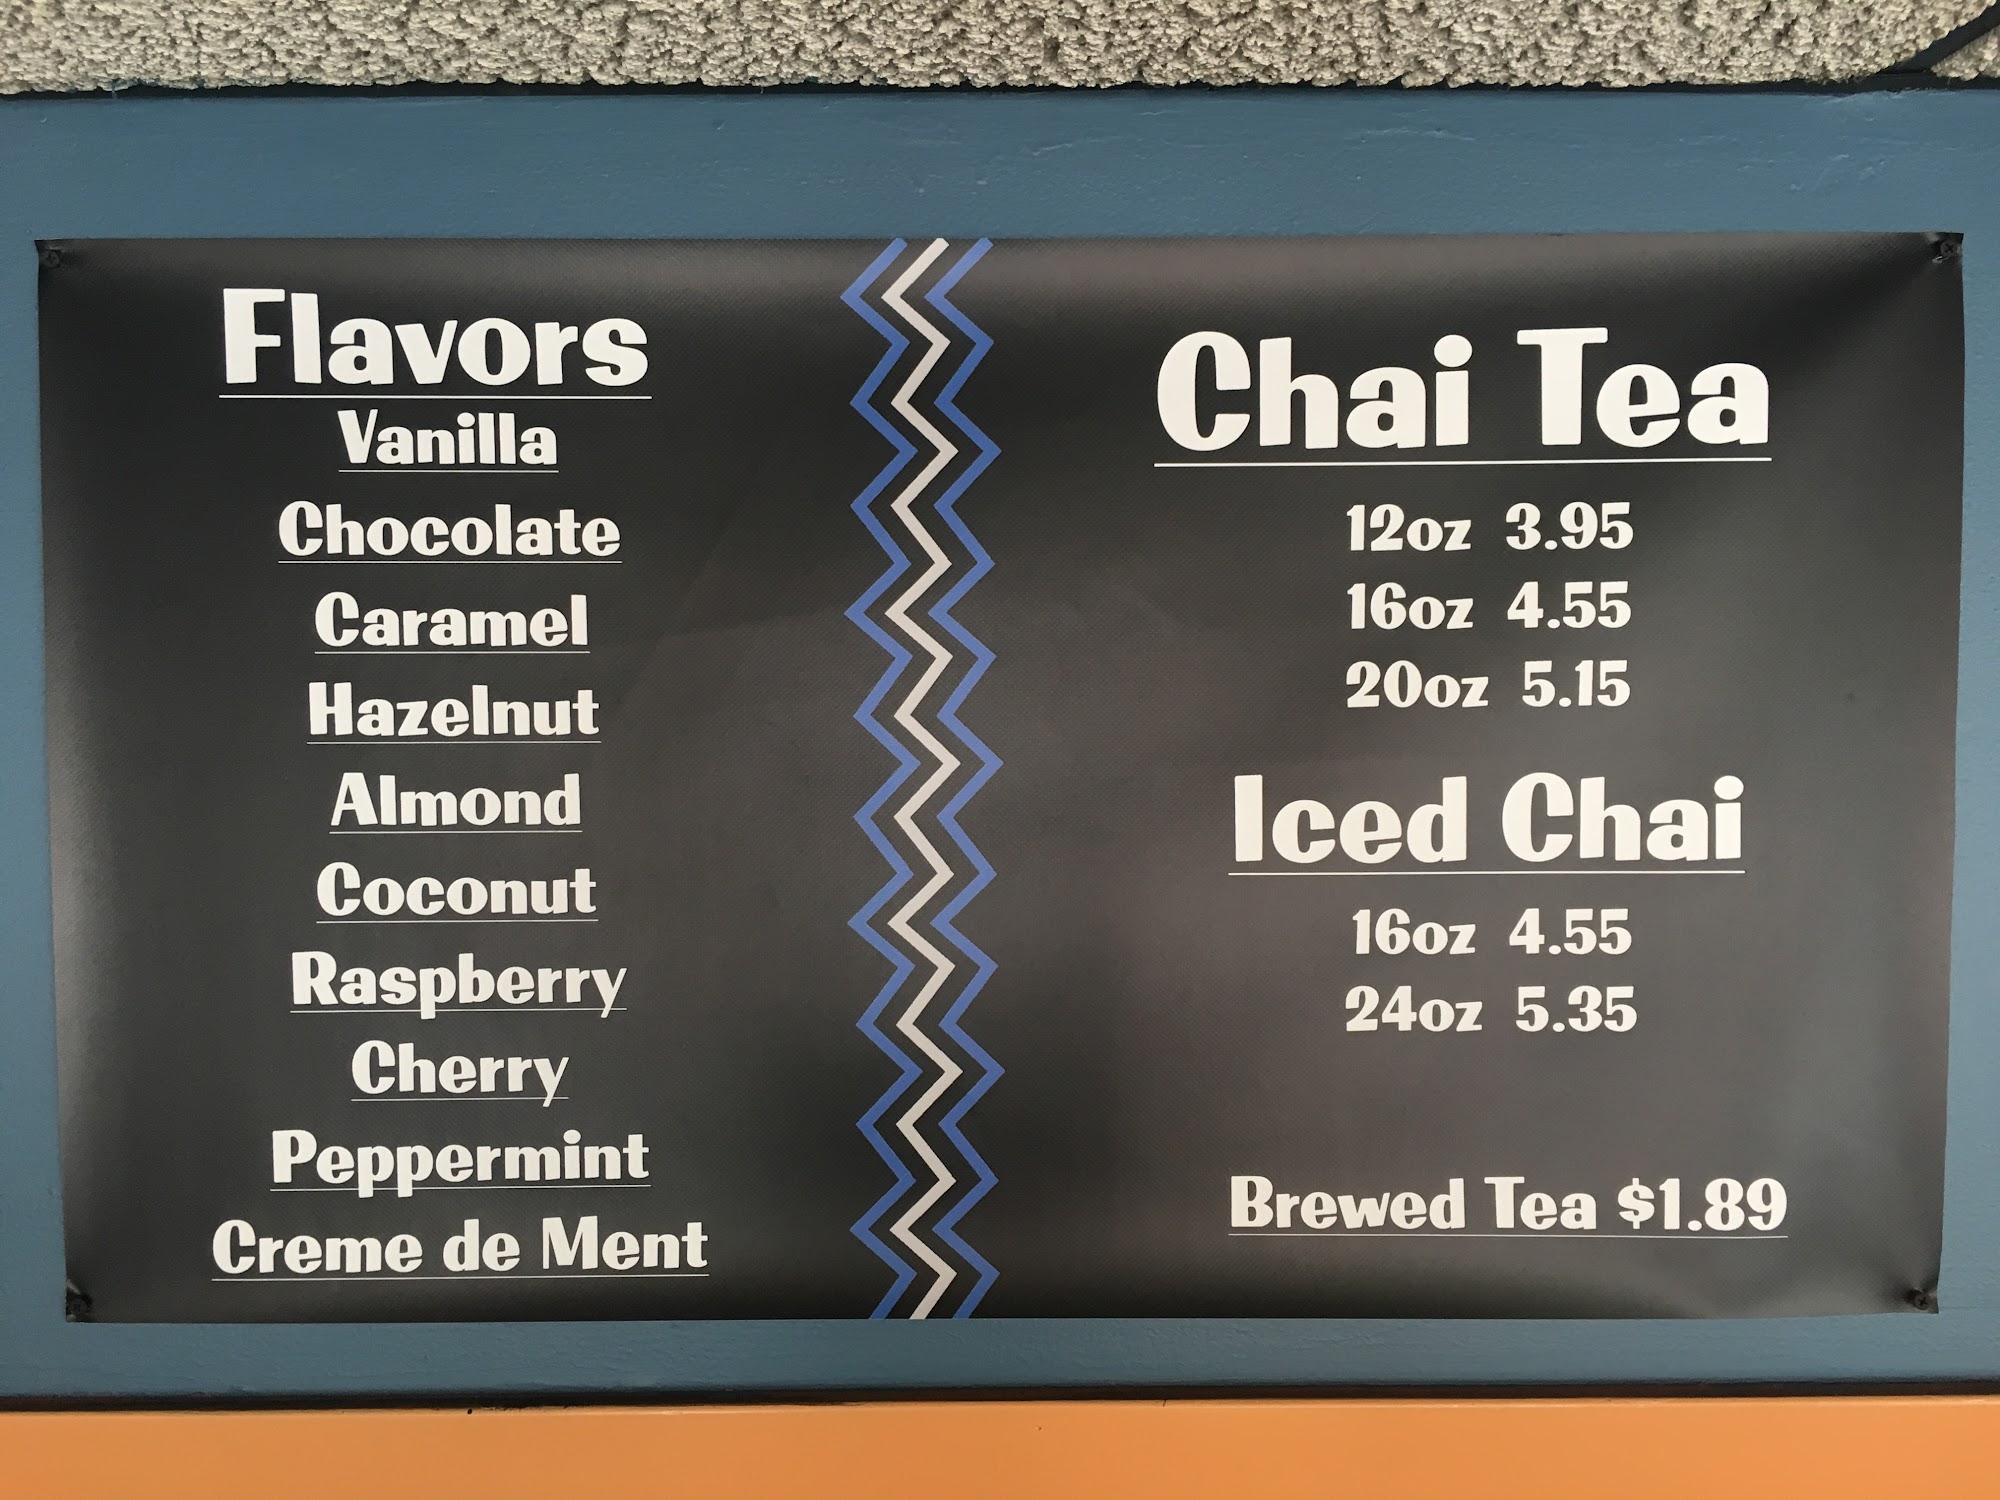 Flavors
Vanilla
Chocolate
Caramel
Hazelnut
Almond
Coconut
Raspberry
Cherry
Peppermint
Creme de Ment
Chai Tea
12oz 3.95
16oz 4.55
20oz 5.15
Iced Chai
16oz 4.55
24oz 5.35
Brewed Tea $1.89